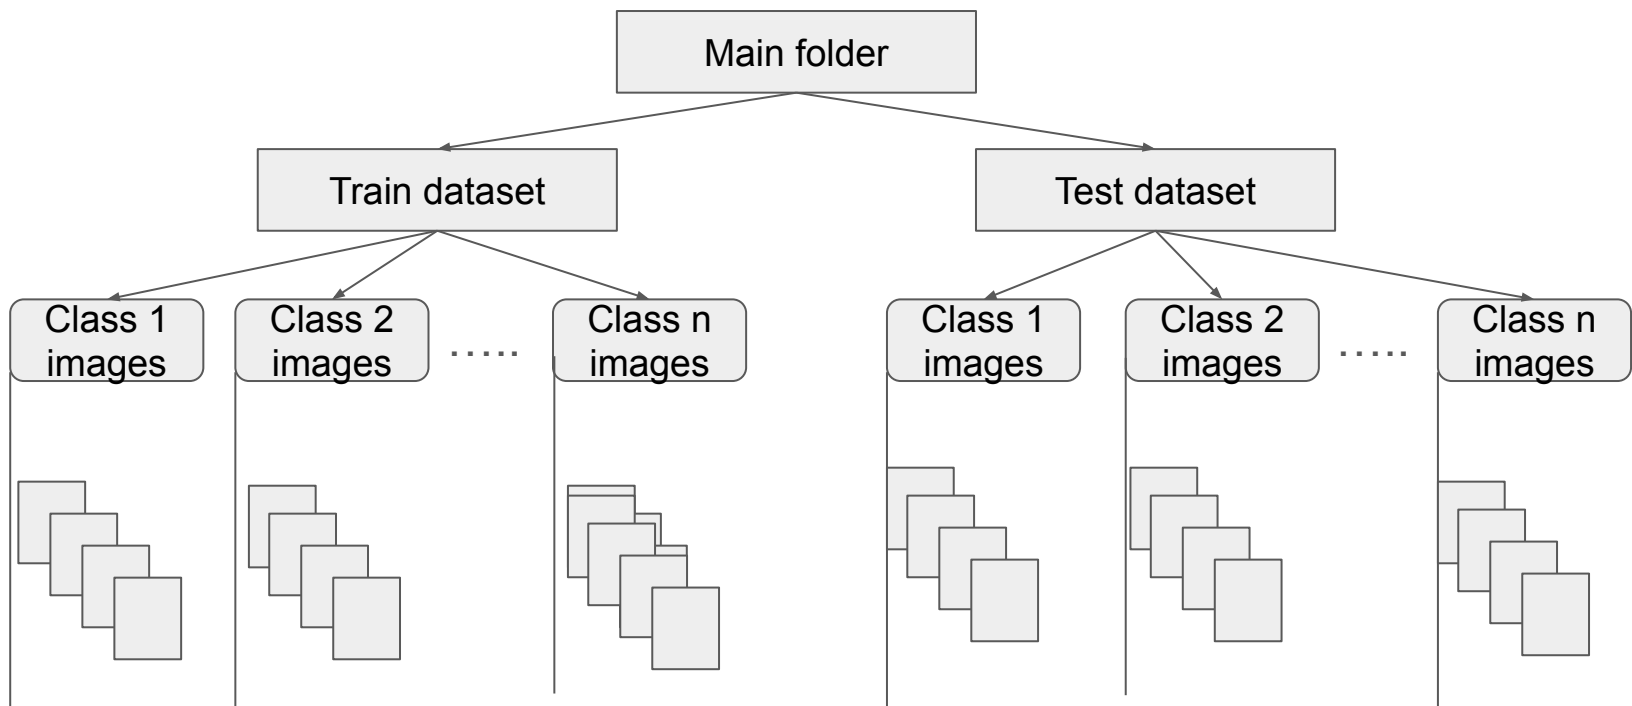 Main folder
Train dataset
Test dataset
Class 1
images
Class 2
images
.....
Class n
images
Class 1
images
Class 2
images
.....
Class n
images